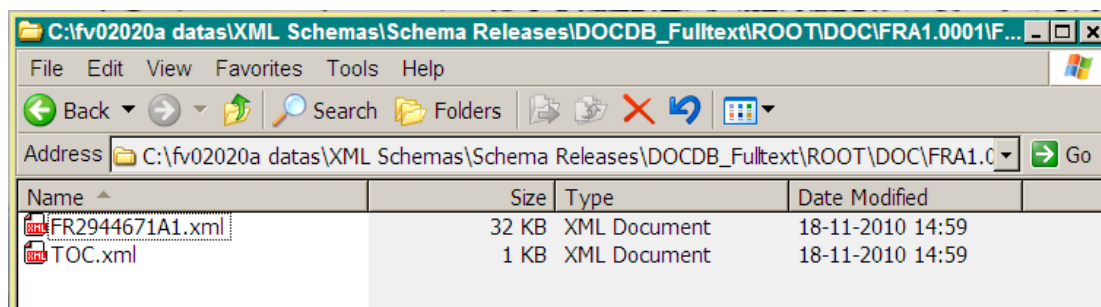 C:\fv02020a datas\XML Schemas\Schema Releases\DOCDB_Fulltext\ROOT\DOC\FRA1.0001\F...
File Edit View Favorites Tools Help
Back Search Folders
Address C:\fv02020a datas\XML Schemas\Schema Releases\DOCDB_Fulltext\ROOT\DOC\FRA1.0 Go
Name Size Type Date Modified
FR2944671A1.xml 32 KB XML Document 18-11-2010 14:59
TOC.xml 1 KB XML Document 18-11-2010 14:59